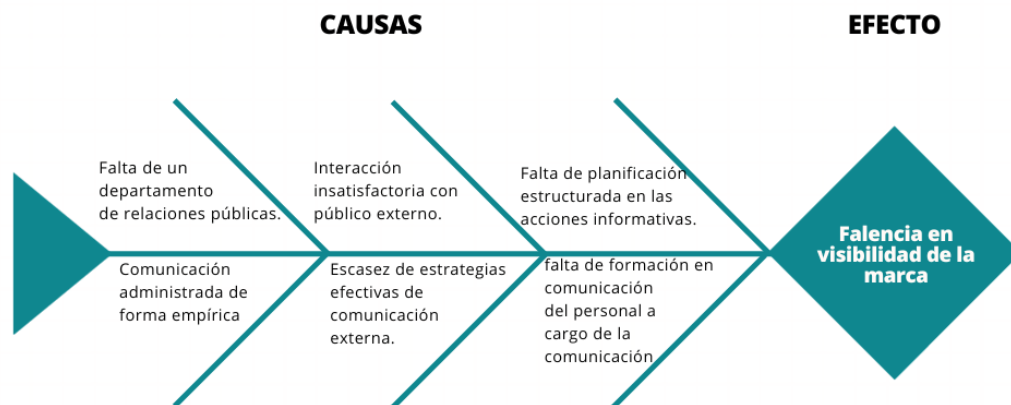 CAUSAS
EFECTO
Falta de un
departamento
de relaciones públicas.
Interacción
insatisfactoria con
público externo.
Falta de planificación
estructurada en las
acciones informativas.
Comunicación
administrada de
forma empírica
Escasez de estrategias
efectivas de
comunicación
externa.
falta de formación en
comunicación
del personal a
cargo de la
comunicación
Falencia en
visibilidad de la
marca